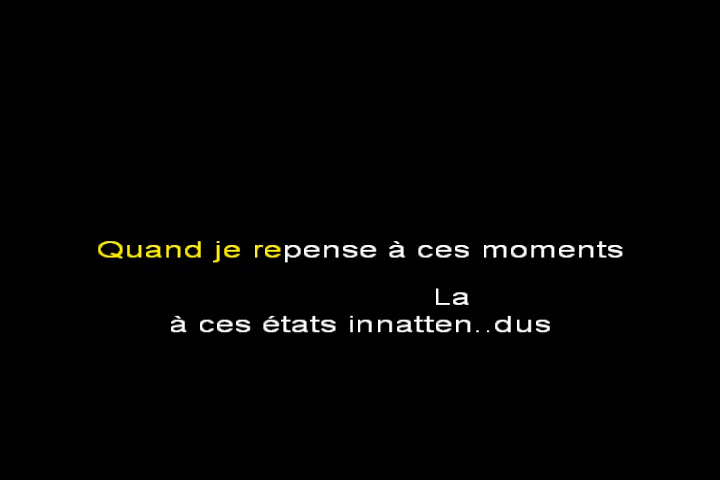 Quand je repense à ces moments
La
à ces états innatten..dus